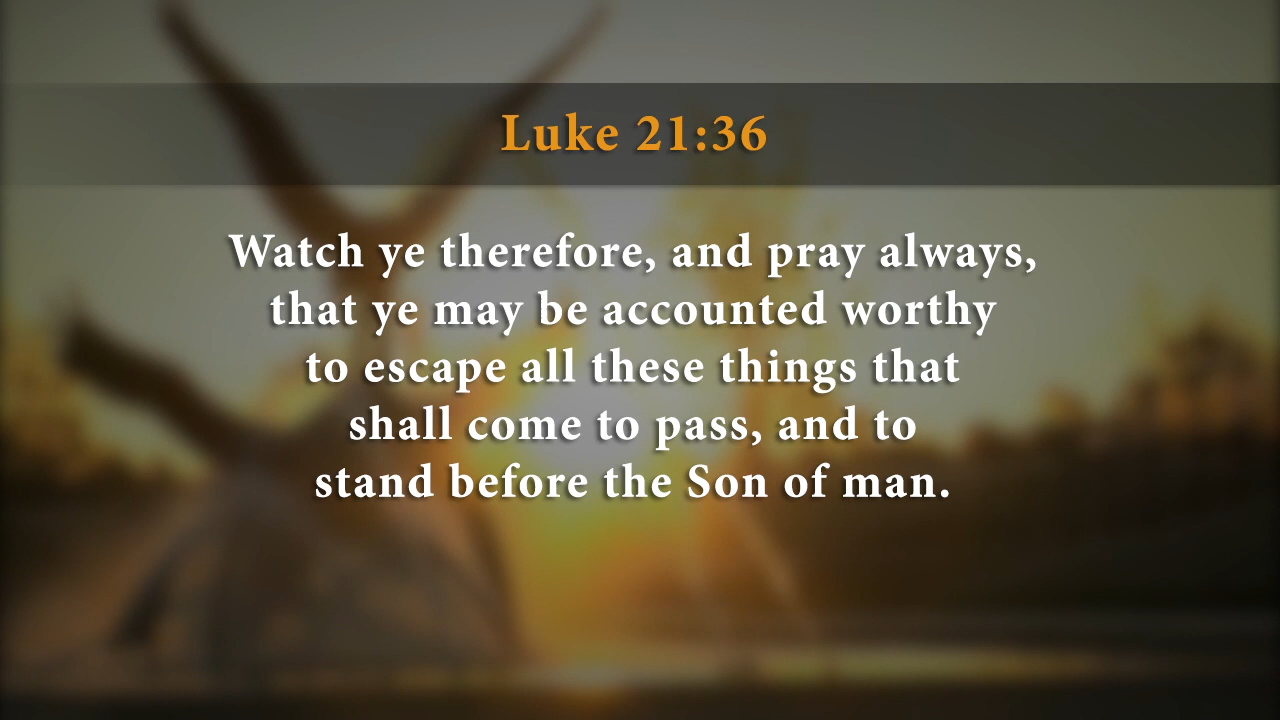 Luke 21:36
Watch ye therefore, and pray always,
that ye may be accounted worthy
to escape all these things that
shall come to pass, and to
stand before the Son of man.